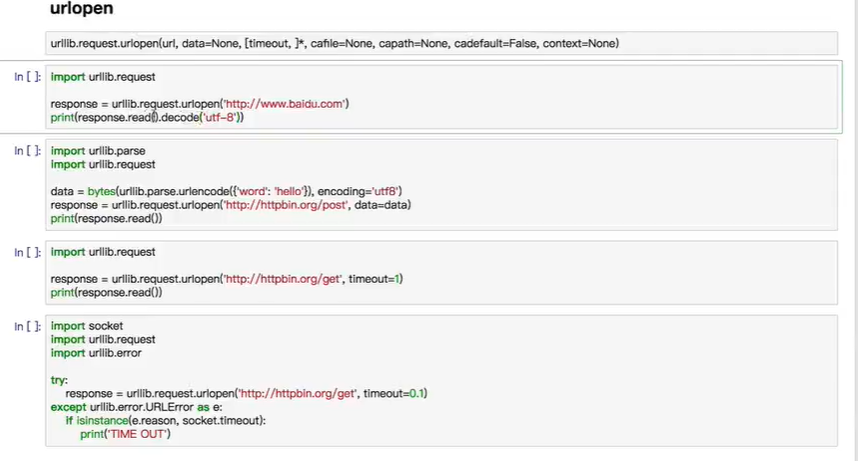 urlopen
urllib.request.urlopen(url, data=None, [timeout, ]*, cafile=None, capath=None, cadefault=False, context=None)
In [ ]: import urllib.request
response = urllib.request.urlopen('http://www.baidu.com')
print(response.read().decode('utf-8'))
In [ ]: import urllib.parse
import urllib.request
data = bytes(urllib.parse.urlencode({'word': 'hello'}), encoding='utf8')
response = urllib.request.urlopen('http://httpbin.org/post', data=data)
print(response.read())
In [ ]: import urllib.request
response = urllib.request.urlopen('http://httpbin.org/get', timeout=1)
print(response.read())
In [ ]: import socket
import urllib.request
import urllib.error
try:
response = urllib.request.urlopen('http://httpbin.org/get', timeout=0.1)
except urllib.error.URLError as e:
if isinstance(e.reason, socket.timeout):
print('TIME OUT')